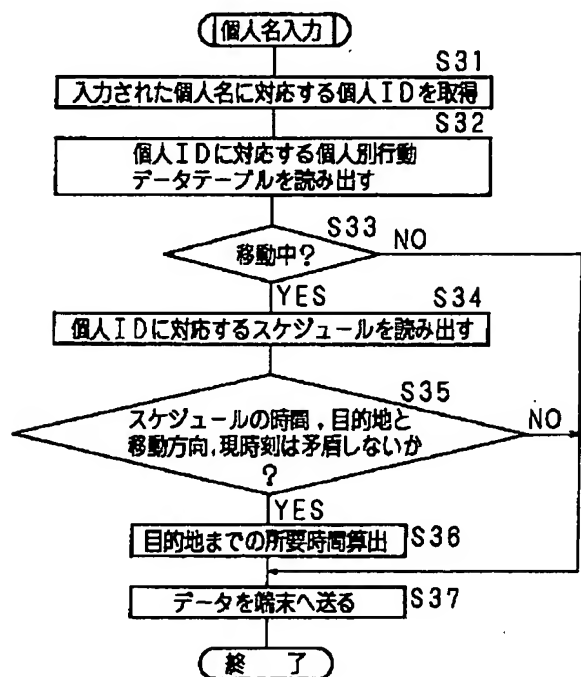 個人名入力
S31
入力された個人名に対応する個人IDを取得
S32
個人IDに対応する個人別行動
データテーブルを読み出す
S33
移動中？
NO
YES
S34
個人IDに対応するスケジュールを読み出す
S35
スケジュールの時間，目的地と
移動方向，現時刻は矛盾しないか
？
NO
YES
目的地までの所要時間算出
S36
データを端末へ送る
S37
終 了